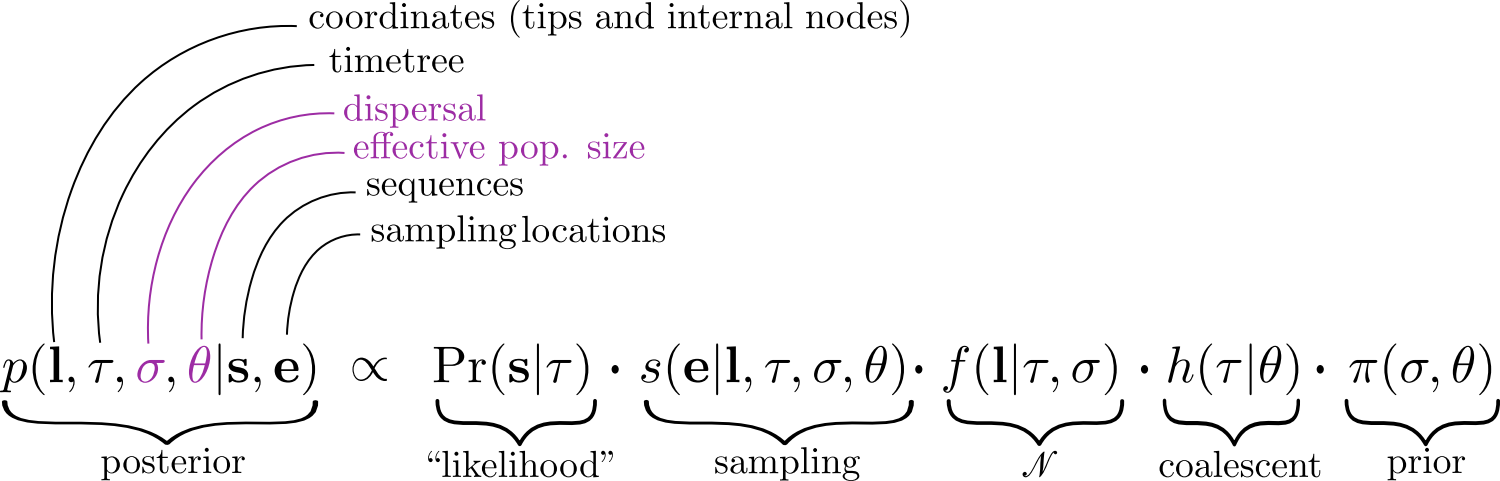 coordinates (tips and internal nodes)
timetree
dispersal
effective pop. size
sequences
sampling locations
p(l, τ, σ, θ|s, e) ∝ Pr(s|τ) · s(e|l, τ, σ, θ) · f(l|τ, σ) · h(τ|θ) · π(σ, θ)
posterior “likelihood” sampling 𝒩 coalescent prior